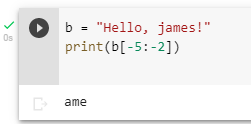 b = "Hello, james!"
print(b[-5:-2])
0s
ame